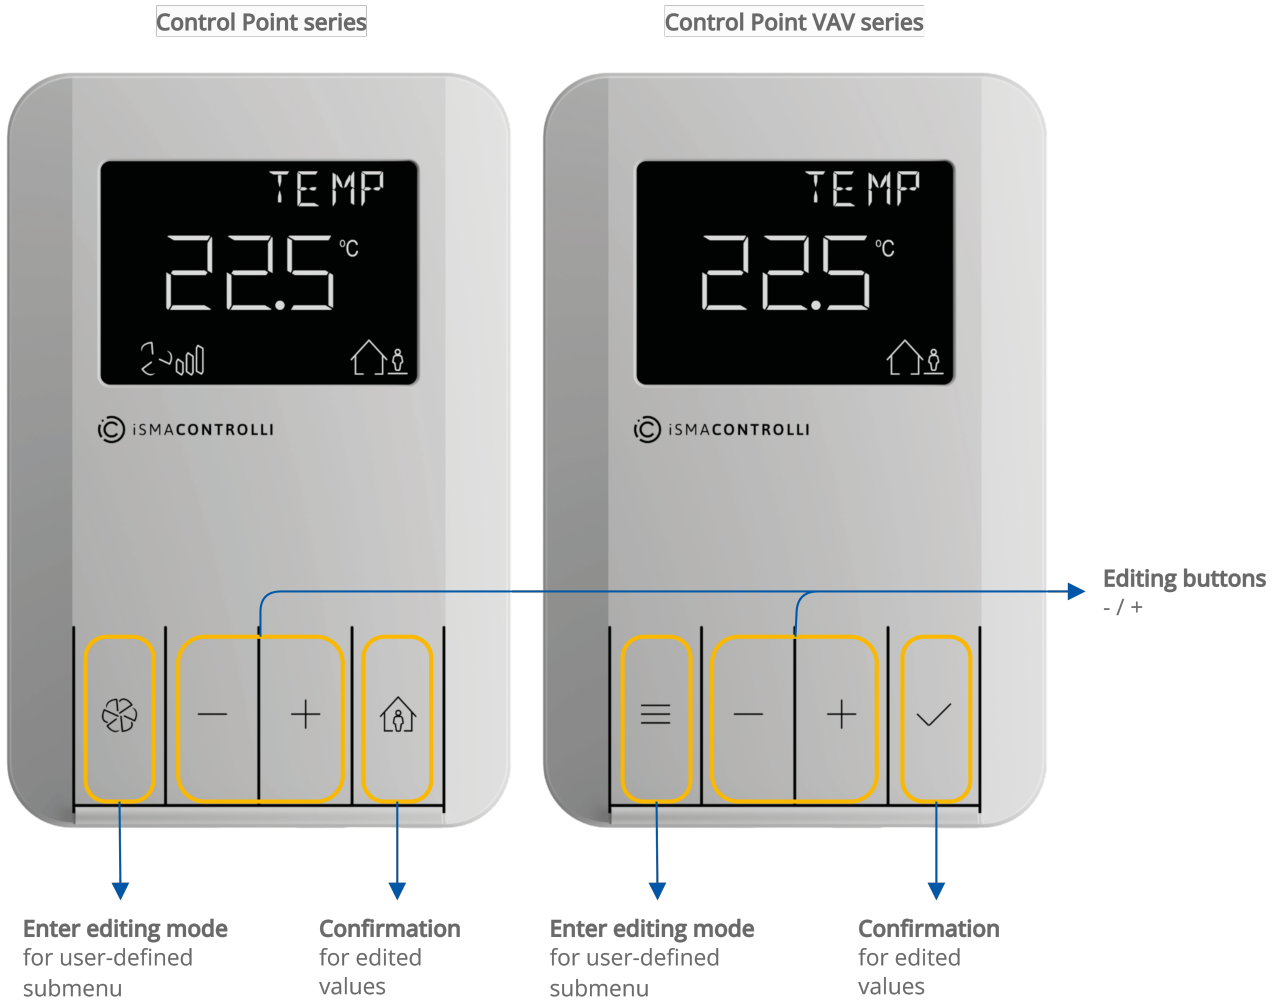 Control Point series
Control Point VAV series
TEMP
22.5 °C
iSMACONTROLLI
TEMP
22.5 °C
iSMACONTROLLI
Editing buttons
- / +
Enter editing mode
for user-defined
submenu
Confirmation
for edited
values
Enter editing mode
for user-defined
submenu
Confirmation
for edited
values